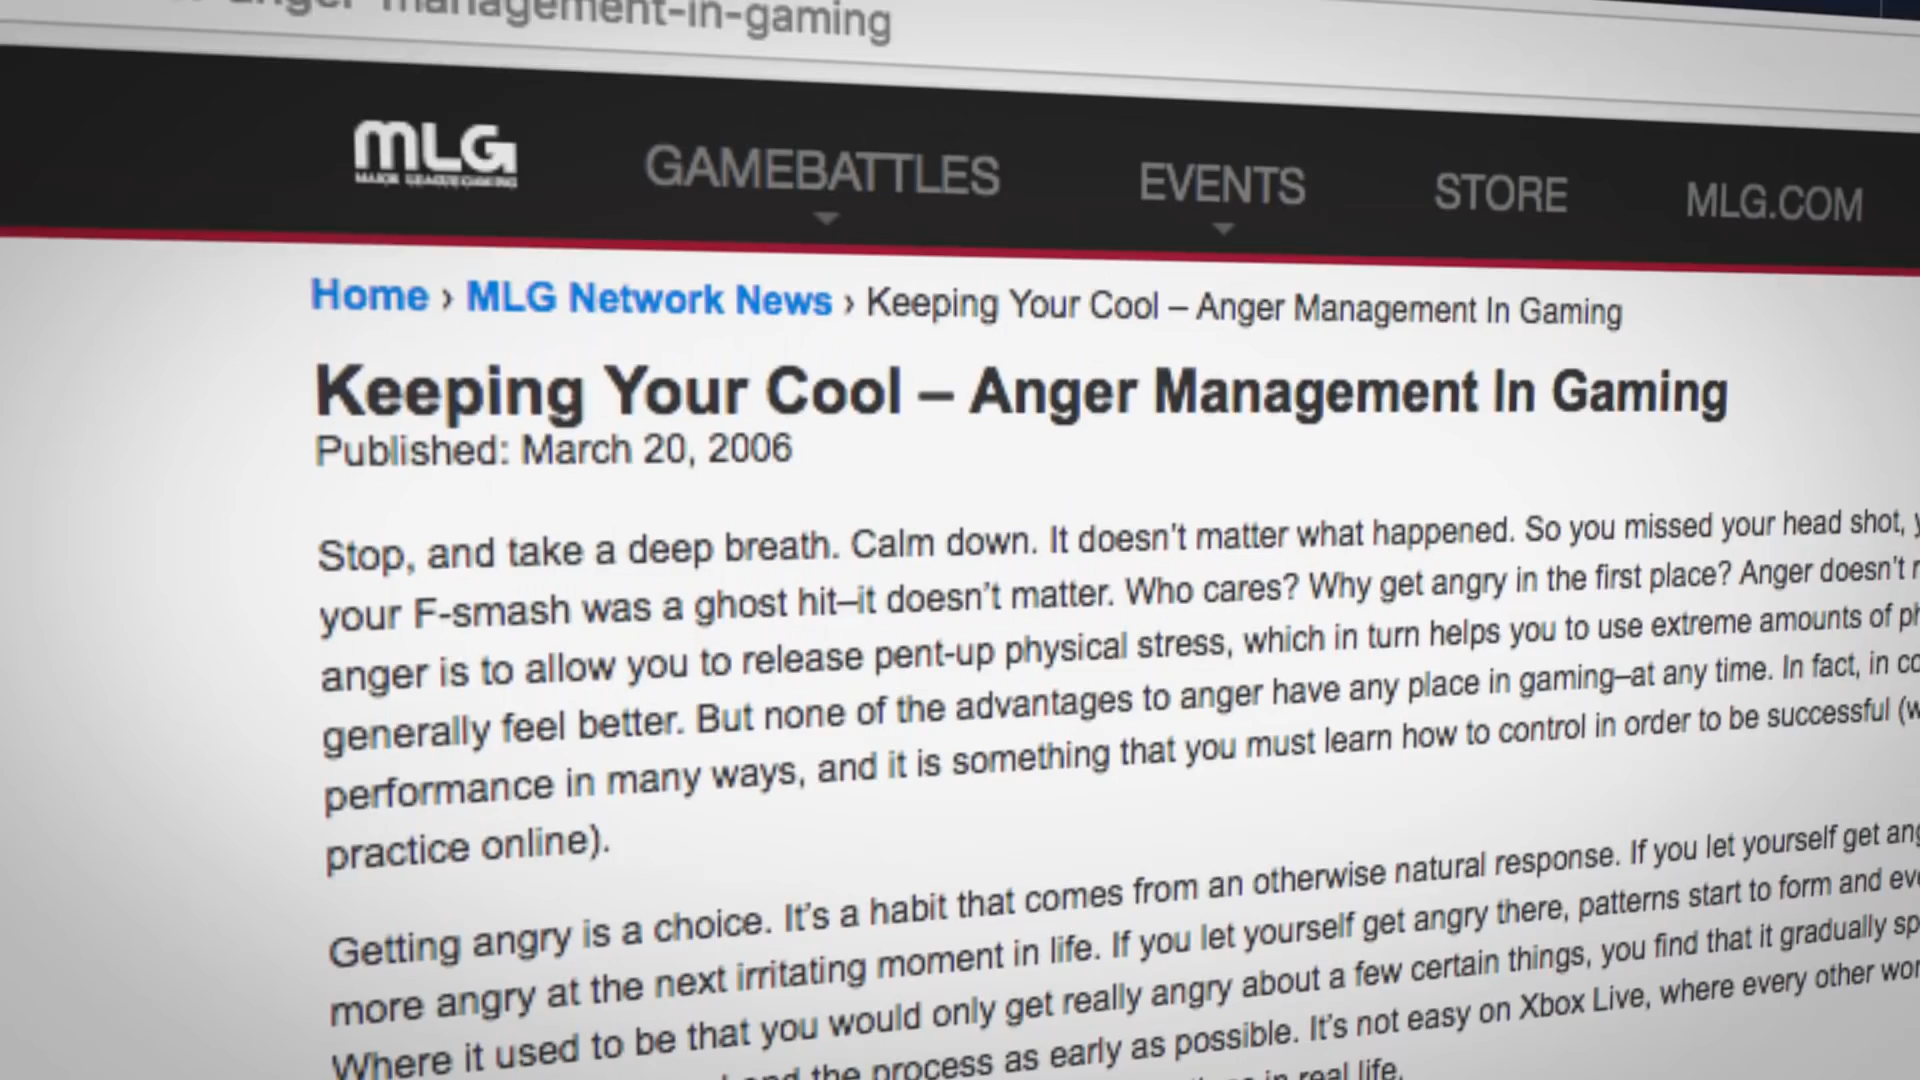 anger-management-in-gaming
MLG
MAJOR LEAGUE GAMING
GAMEBATTLES EVENTS STORE MLG.COM
Home › MLG Network News › Keeping Your Cool – Anger Management In Gaming
Keeping Your Cool – Anger Management In Gaming
Published: March 20, 2006
Stop, and take a deep breath. Calm down. It doesn't matter what happened. So you missed your head shot,
your F-smash was a ghost hit–it doesn't matter. Who cares? Why get angry in the first place? Anger doesn't
anger is to allow you to release pent-up physical stress, which in turn helps you to use extreme amounts of
generally feel better. But none of the advantages to anger have any place in gaming–at any time. In fact, in
performance in many ways, and it is something that you must learn how to control in order to be successful
practice online).
Getting angry is a choice. It's a habit that comes from an otherwise natural response. If you let yourself get
more angry at the next irritating moment in life. If you let yourself get angry there, patterns start to form and
Where it used to be that you would only get really angry about a few certain things, you find that it gradually
the process as early as possible. It's not easy on Xbox Live, where every other
in real life.